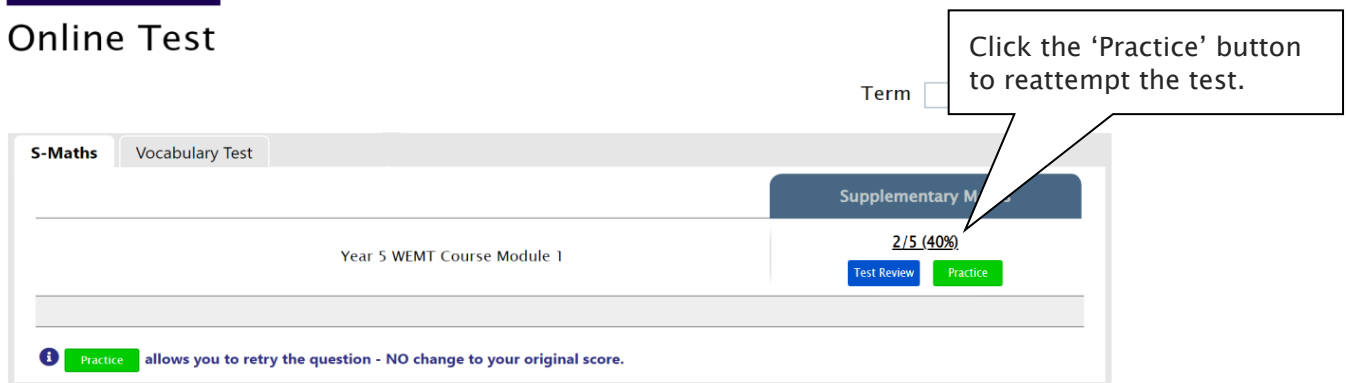 Online Test
Click the ‘Practice’ button
to reattempt the test.
Term
S-Maths Vocabulary Test
Supplementary
2/5 (40%)
Year 5 WEMT Course Module 1
Test Review Practice
Practice allows you to retry the question - NO change to your original score.